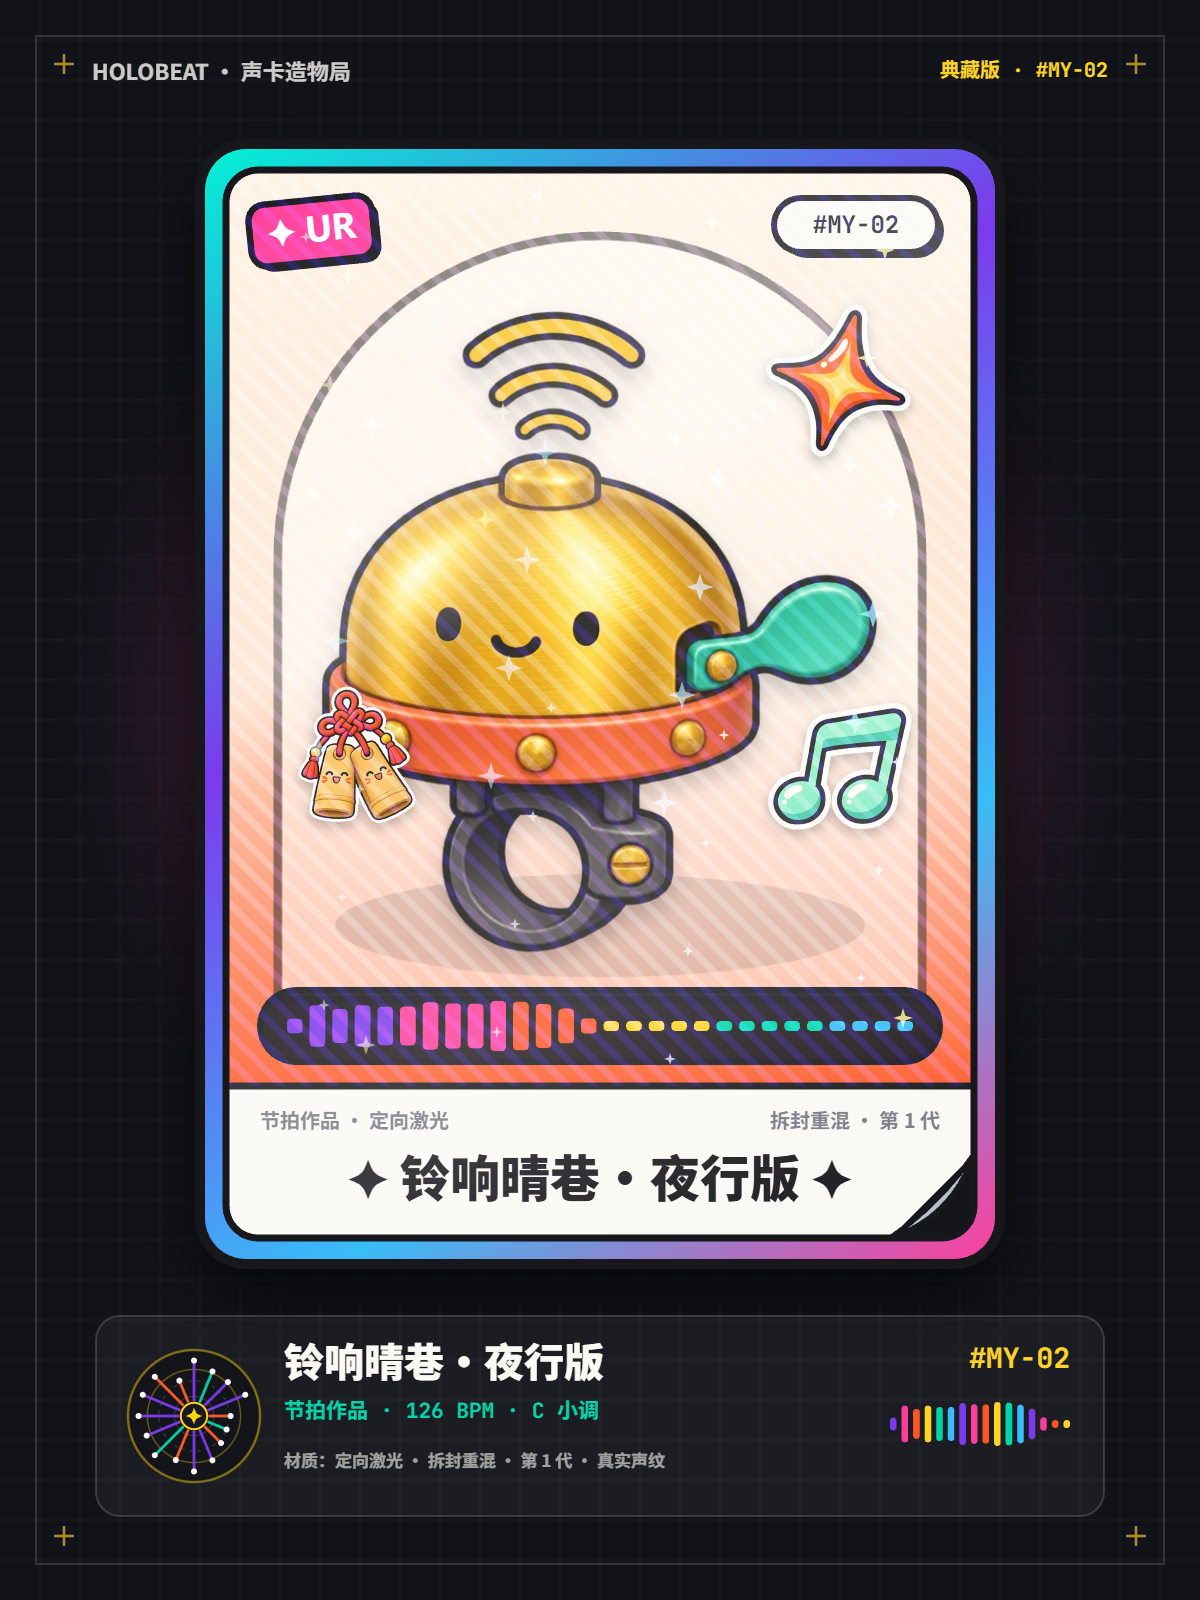 HOLOBEAT • 声卡造物局
典藏版 · #MY-02
✦ UR
#MY-02
节拍作品 • 定向激光
拆封重混 • 第 1 代
✦ 铃响晴巷 • 夜行版 ✦
铃响晴巷 • 夜行版
#MY-02
节拍作品 · 126 BPM · C 小调
材质：定向激光 • 拆封重混 • 第 1 代 • 真实声纹